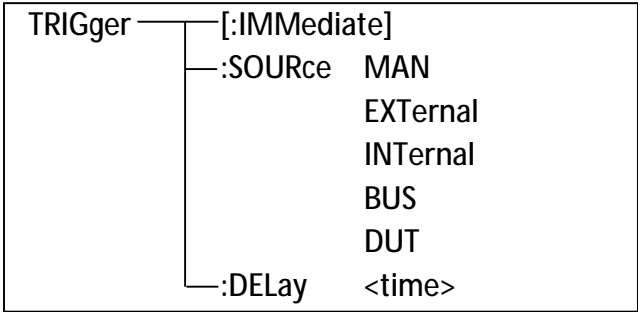 TRIGger [:IMMediate]
:SOURce MAN
EXTernal
INTernal
BUS
DUT
:DELay <time>